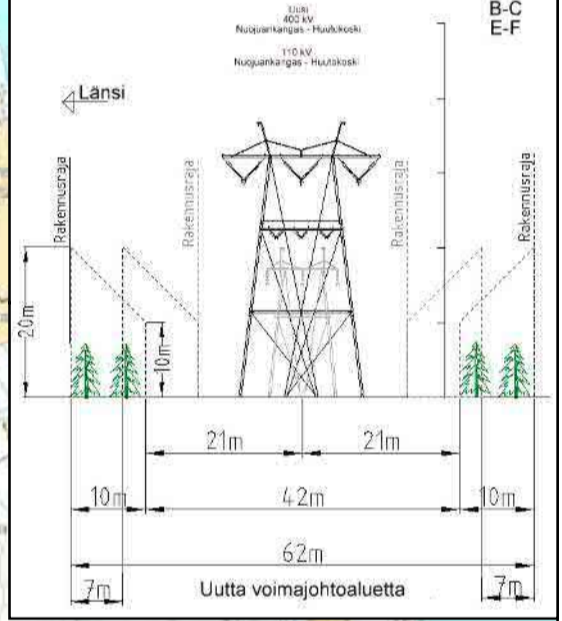 Uusi
400 kV
Nuojuankangas - Huutokoski
110 kV
Nuojuankangas - Huutokoski
B-C
E-F
Länsi
Rakennusraja
Rakennusraja
Rakennusraja
Rakennusraja
20m
10m
21m
21m
10m
42m
10m
62m
7m
Uutta voimajohtoaluetta
7m